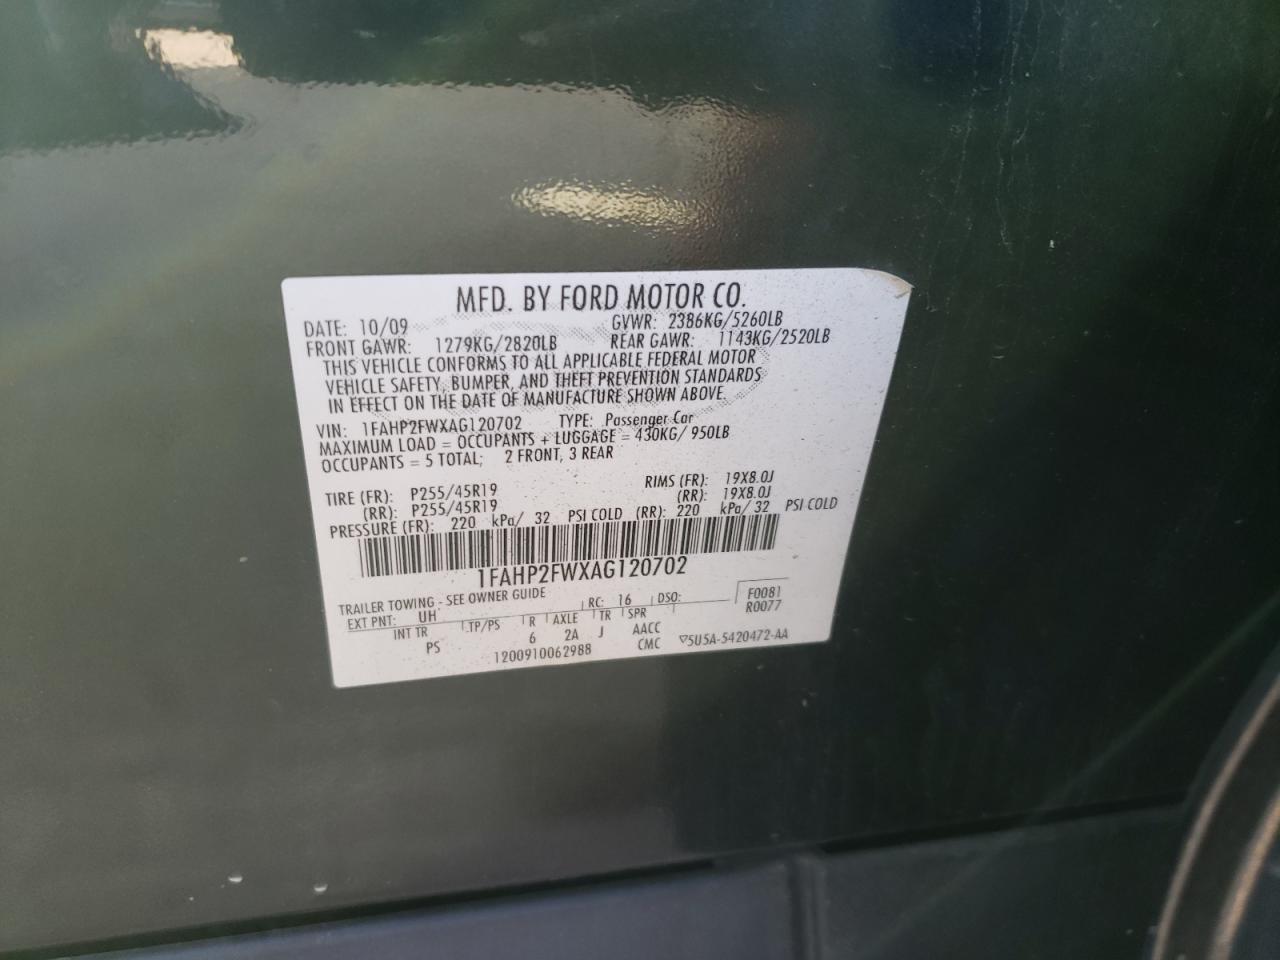 MFD. BY FORD MOTOR CO.
DATE: 10/09 GVWR: 2386KG/5260LB
FRONT GAWR: 1279KG/2820LB REAR GAWR: 1143KG/2520LB
THIS VEHICLE CONFORMS TO ALL APPLICABLE FEDERAL MOTOR
VEHICLE SAFETY, BUMPER, AND THEFT PREVENTION STANDARDS
IN EFFECT ON THE DATE OF MANUFACTURE SHOWN ABOVE.
VIN: 1FAHP2FWXAG120702 TYPE: Passenger Car
MAXIMUM LOAD = OCCUPANTS + LUGGAGE = 430KG/ 950LB
OCCUPANTS = 5 TOTAL; 2 FRONT, 3 REAR
TIRE (FR): P255/45R19 RIMS (FR): 19X8.0J
(RR): P255/45R19 (RR): 19X8.0J
PRESSURE (FR): 220 kPa/ 32 PSI COLD (RR): 220 kPa/ 32 PSI COLD
1FAHP2FWXAG120702
TRAILER TOWING - SEE OWNER GUIDE
EXT PNT: UH RC: 16 DSO: F0081
R0077
INT TR TP/PS R AXLE TR SPR
PS 6 2A J AACC
CMC
1200910062988 5U5A-5420472-AA